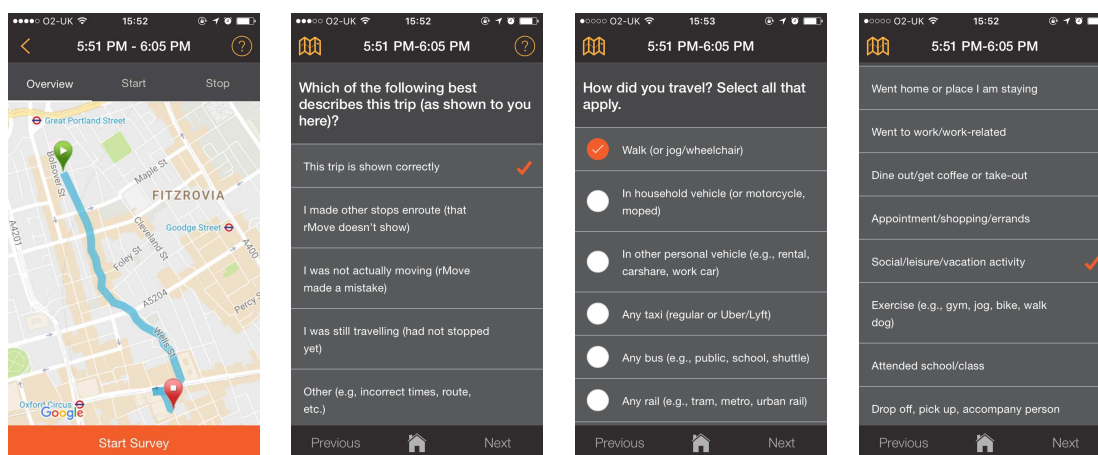 O2-UK 15:52
5:51 PM - 6:05 PM ?
Overview Start Stop
Great Portland Street
Bolsover St
Maple St
FITZROVIA
Cleveland St
Goodge Street
A4201
A400
Foley St
A5204
Percy S
Wells St
Oxford Circus
Google
Start Survey
O2-UK 15:52
5:51 PM-6:05 PM ?
Which of the following best
describes this trip (as shown to you
here)?
This trip is shown correctly
I made other stops enroute (that
rMove doesn't show)
I was not actually moving (rMove
made a mistake)
I was still travelling (had not stopped
yet)
Other (e.g, incorrect times, route,
etc.)
Previous Next
O2-UK 15:53
5:51 PM-6:05 PM
How did you travel? Select all that
apply.
Walk (or jog/wheelchair)
In household vehicle (or motorcycle,
moped)
In other personal vehicle (e.g., rental,
carshare, work car)
Any taxi (regular or Uber/Lyft)
Any bus (e.g., public, school, shuttle)
Any rail (e.g., tram, metro, urban rail)
Previous Next
O2-UK 15:52
5:51 PM-6:05 PM
Went home or place I am staying
Went to work/work-related
Dine out/get coffee or take-out
Appointment/shopping/errands
Social/leisure/vacation activity
Exercise (e.g., gym, jog, bike, walk
dog)
Attended school/class
Drop off, pick up, accompany person
Previous Next